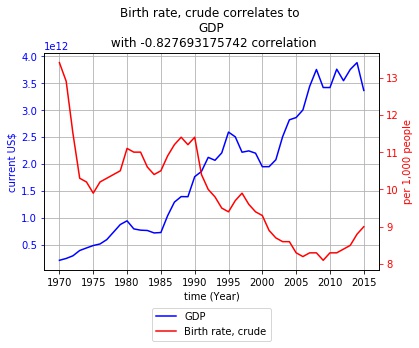 Birth rate, crude correlates to
GDP
with -0.827693175742 correlation
1e12
4.0
3.5
3.0
2.5
2.0
1.5
1.0
0.5
current US$
13
12
11
10
9
8
per 1,000 people
1970 1975 1980 1985 1990 1995 2000 2005 2010 2015
time (Year)
GDP
Birth rate, crude